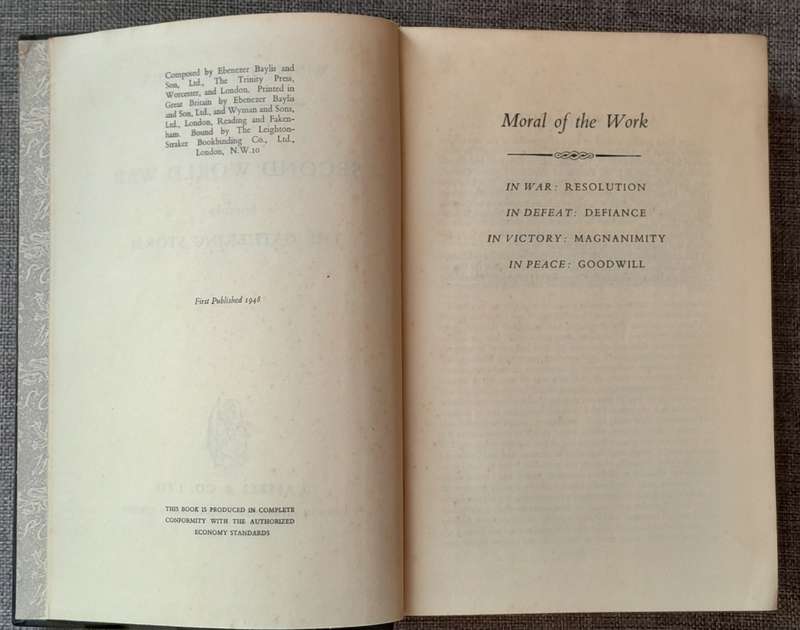 Composed by Ebenezer Baylis and
Son, Ltd., The Trinity Press,
Worcester, and London. Printed in
Great Britain by Ebenezer Baylis
and Son, Ltd., and Wyman and Sons,
Ltd., London, Reading and Faken-
ham. Bound by The Leighton-
Straker Bookbinding Co., Ltd.,
London, N.W.10
First Published 1948
THIS BOOK IS PRODUCED IN COMPLETE
CONFORMITY WITH THE AUTHORIZED
ECONOMY STANDARDS
Moral of the Work
IN WAR: RESOLUTION
IN DEFEAT: DEFIANCE
IN VICTORY: MAGNANIMITY
IN PEACE: GOODWILL